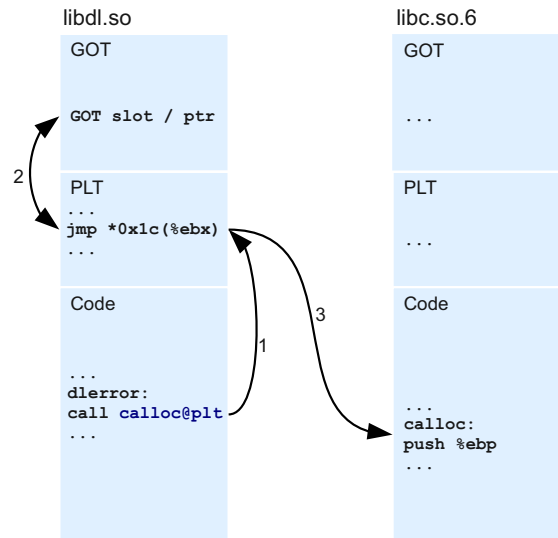 libdl.so
GOT
GOT slot / ptr
2
PLT
...
jmp *0x1c(%ebx)
...
Code
3
1
...
dlerror:
call calloc@plt
...
libc.so.6
GOT
...
PLT
...
Code
...
calloc:
push %ebp
...